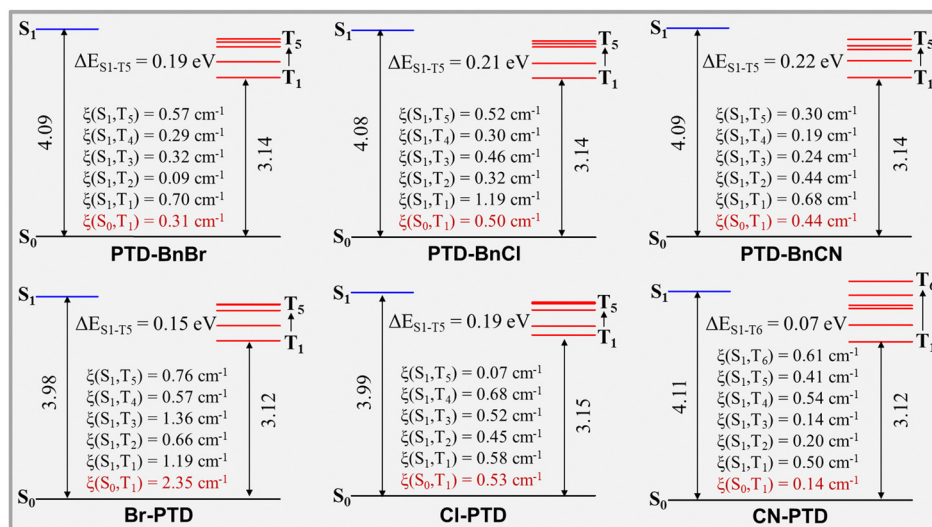 S₁
T₅
ΔE_S1-T5 = 0.19 eV
T₁
4.09
ξ(S₁,T₅) = 0.57 cm⁻¹
ξ(S₁,T₄) = 0.29 cm⁻¹
ξ(S₁,T₃) = 0.32 cm⁻¹
ξ(S₁,T₂) = 0.09 cm⁻¹
ξ(S₁,T₁) = 0.70 cm⁻¹
ξ(S₀,T₁) = 0.31 cm⁻¹
3.14
S₀
PTD-BnBr
S₁
T₅
ΔE_S1-T5 = 0.21 eV
T₁
4.08
ξ(S₁,T₅) = 0.52 cm⁻¹
ξ(S₁,T₄) = 0.30 cm⁻¹
ξ(S₁,T₃) = 0.46 cm⁻¹
ξ(S₁,T₂) = 0.32 cm⁻¹
ξ(S₁,T₁) = 1.19 cm⁻¹
ξ(S₀,T₁) = 0.50 cm⁻¹
3.14
S₀
PTD-BnCl
S₁
T₅
ΔE_S1-T5 = 0.22 eV
T₁
4.09
ξ(S₁,T₅) = 0.30 cm⁻¹
ξ(S₁,T₄) = 0.19 cm⁻¹
ξ(S₁,T₃) = 0.24 cm⁻¹
ξ(S₁,T₂) = 0.44 cm⁻¹
ξ(S₁,T₁) = 0.68 cm⁻¹
ξ(S₀,T₁) = 0.44 cm⁻¹
3.14
S₀
PTD-BnCN
S₁
T₅
ΔE_S1-T5 = 0.15 eV
T₁
3.98
ξ(S₁,T₅) = 0.76 cm⁻¹
ξ(S₁,T₄) = 0.57 cm⁻¹
ξ(S₁,T₃) = 1.36 cm⁻¹
ξ(S₁,T₂) = 0.66 cm⁻¹
ξ(S₁,T₁) = 1.19 cm⁻¹
ξ(S₀,T₁) = 2.35 cm⁻¹
3.12
S₀
Br-PTD
S₁
T₅
ΔE_S1-T5 = 0.19 eV
T₁
3.99
ξ(S₁,T₅) = 0.07 cm⁻¹
ξ(S₁,T₄) = 0.68 cm⁻¹
ξ(S₁,T₃) = 0.52 cm⁻¹
ξ(S₁,T₂) = 0.45 cm⁻¹
ξ(S₁,T₁) = 0.58 cm⁻¹
ξ(S₀,T₁) = 0.53 cm⁻¹
3.15
S₀
Cl-PTD
S₁
ΔE_S1-T6 = 0.07 eV
T₁
4.11
ξ(S₁,T₆) = 0.61 cm⁻¹
ξ(S₁,T₅) = 0.41 cm⁻¹
ξ(S₁,T₄) = 0.54 cm⁻¹
ξ(S₁,T₃) = 0.14 cm⁻¹
ξ(S₁,T₂) = 0.20 cm⁻¹
ξ(S₁,T₁) = 0.50 cm⁻¹
ξ(S₀,T₁) = 0.14 cm⁻¹
3.12
S₀
CN-PTD